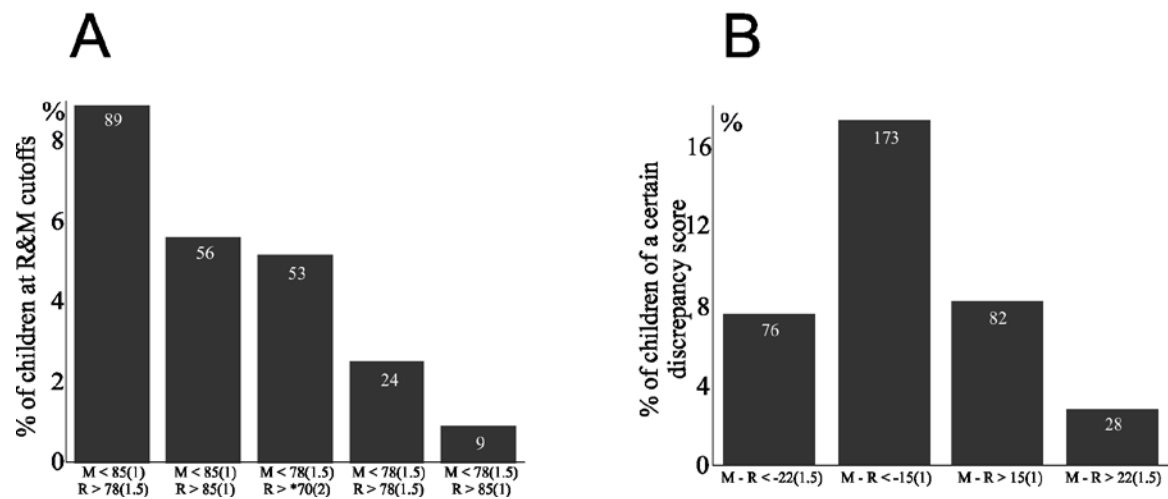 A
% of children at R&M cutoffs
%
8
6
4
2
0
89
56
53
24
9
M < 85(1)
R > 78(1.5)
M < 85(1)
R > 85(1)
M < 78(1.5)
R > *70(2)
M < 78(1.5)
R > 78(1.5)
M < 78(1.5)
R > 85(1)
B
% of children of a certain
discrepancy score
%
16
12
8
4
0
76
173
82
28
M - R < -22(1.5)
M - R < -15(1)
M - R > 15(1)
M - R > 22(1.5)